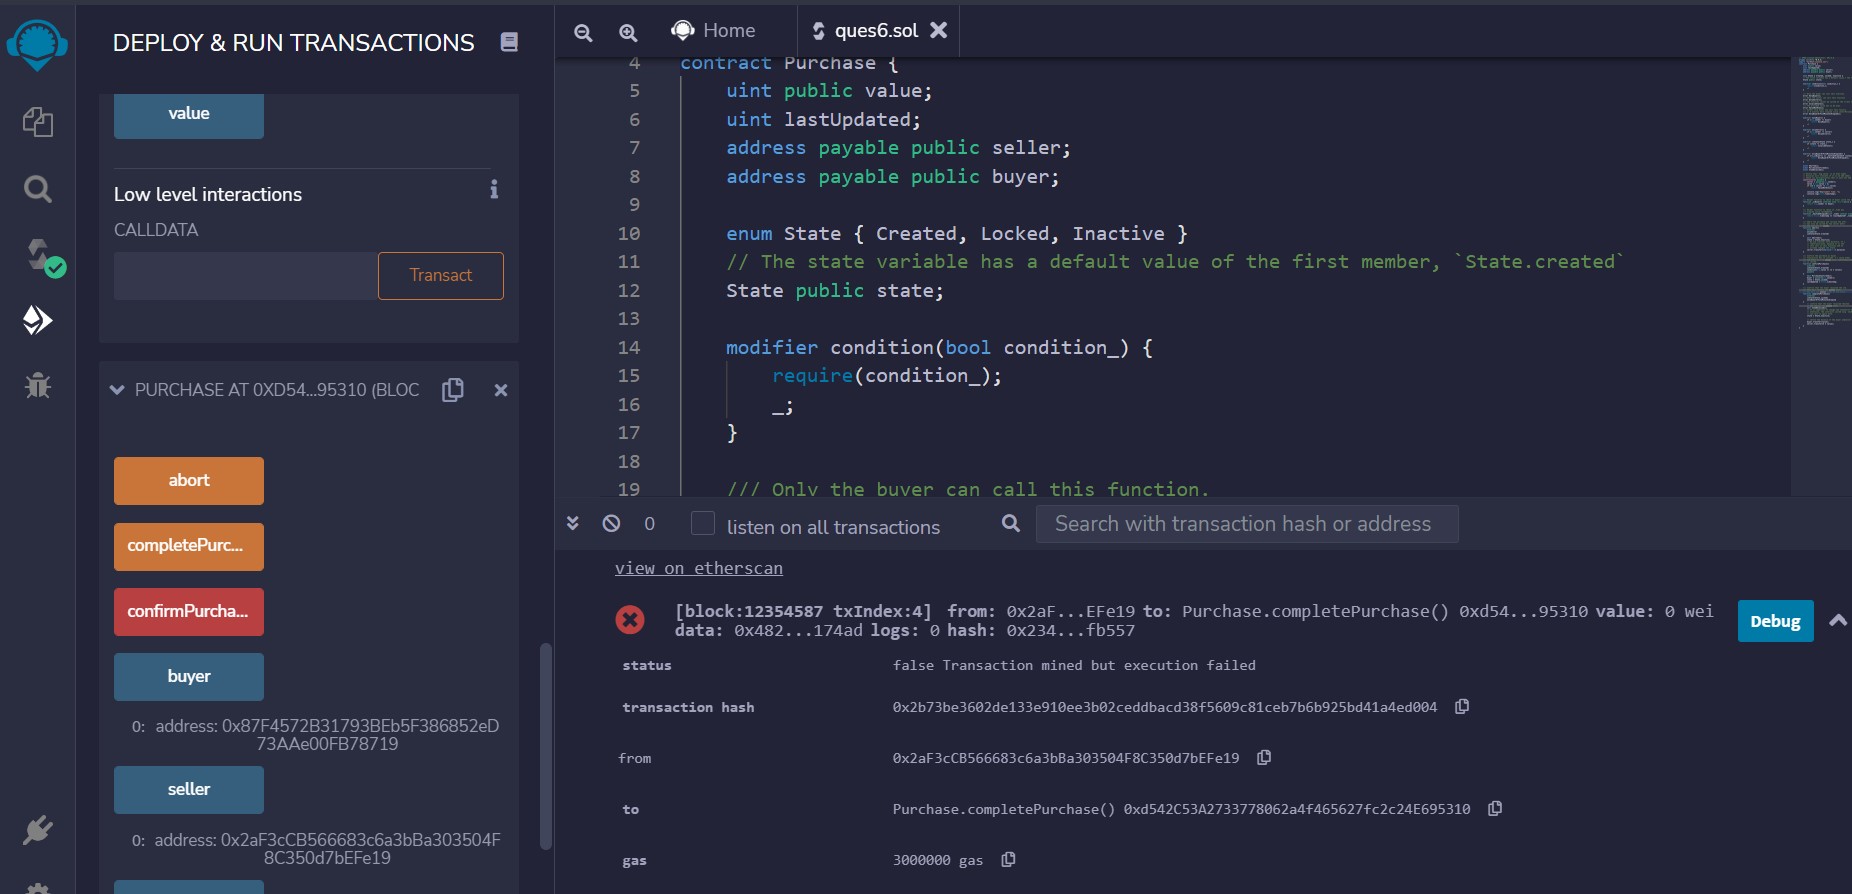 DEPLOY & RUN TRANSACTIONS
value
Low level interactions
CALLDATA
Transact
PURCHASE AT 0XD54...95310 (BLOC
abort
completePurc...
confirmPurcha...
buyer
0: address: 0x87F4572B31793BEb5F386852eD
73AAe00FB78719
seller
0: address: 0x2aF3cCB566683c6a3bBa303504F
8C350d7bEFe19
Home
ques6.sol
4 contract Purchase {
5 uint public value;
6 uint lastUpdated;
7 address payable public seller;
8 address payable public buyer;
9
10 enum State { Created, Locked, Inactive }
11 // The state variable has a default value of the first member, `State.created`
12 State public state;
13
14 modifier condition(bool condition_) {
15 require(condition_);
16 _;
17 }
18
19 /// Only the buyer can call this function.
0
listen on all transactions
Search with transaction hash or address
view on etherscan
[block:12354587 txIndex:4] from: 0x2aF...EFe19 to: Purchase.completePurchase() 0xd54...95310 value: 0 wei
data: 0x482...174ad logs: 0 hash: 0x234...fb557
Debug
status false Transaction mined but execution failed
transaction hash 0x2b73be3602de133e910ee3b02ceddbacd38f5609c81ceb7b6b925bd41a4ed004
from 0x2aF3cCB566683c6a3bBa303504F8C350d7bEFe19
to Purchase.completePurchase() 0xd542C53A2733778062a4f465627fc2c24E695310
gas 3000000 gas